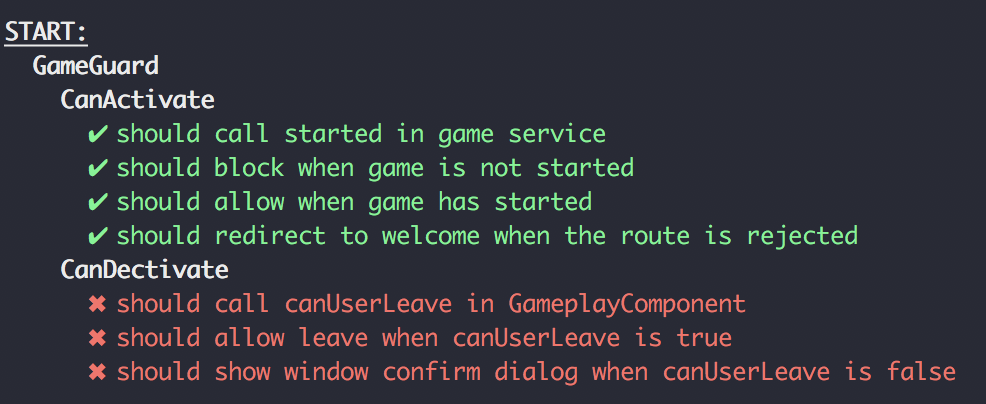 START:
GameGuard
CanActivate
✔ should call started in game service
✔ should block when game is not started
✔ should allow when game has started
✔ should redirect to welcome when the route is rejected
CanDectivate
✖ should call canUserLeave in GameplayComponent
✖ should allow leave when canUserLeave is true
✖ should show window confirm dialog when canUserLeave is false